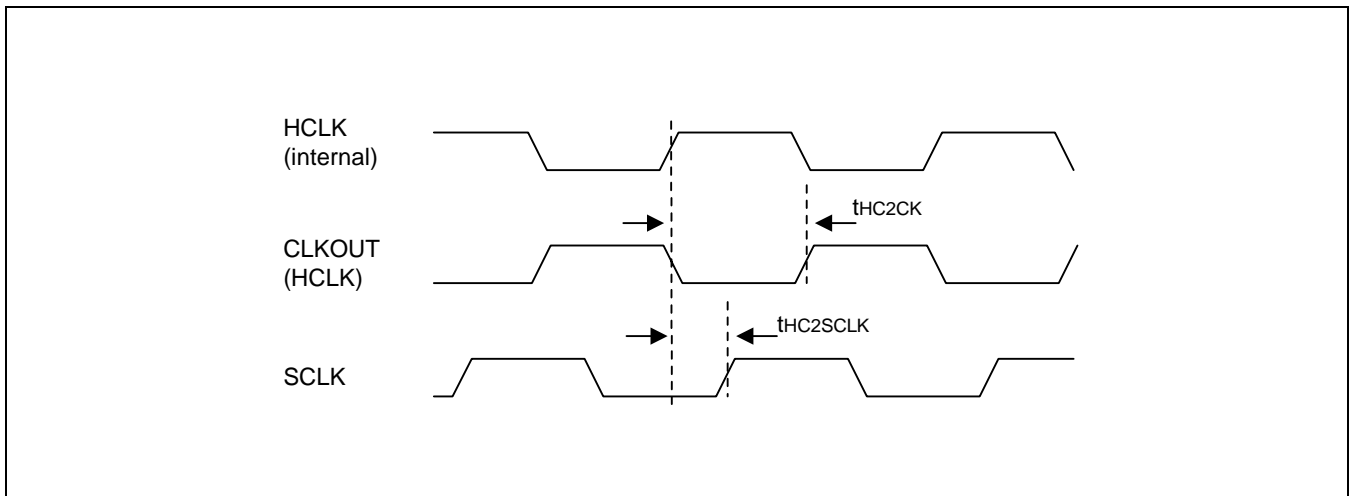 HCLK
(internal)
tHC2CK
CLKOUT
(HCLK)
tHC2SCLK
SCLK